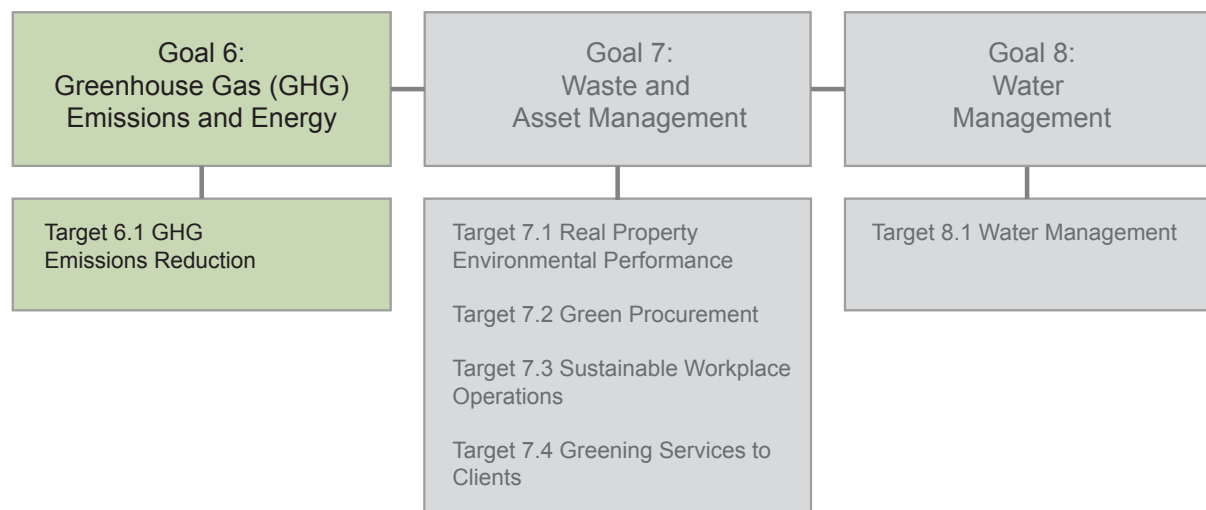 Goal 6:
Greenhouse Gas (GHG)
Emissions and Energy
Goal 7:
Waste and
Asset Management
Goal 8:
Water
Management
Target 6.1 GHG
Emissions Reduction
Target 7.1 Real Property
Environmental Performance
Target 7.2 Green Procurement
Target 7.3 Sustainable Workplace
Operations
Target 7.4 Greening Services to
Clients
Target 8.1 Water Management